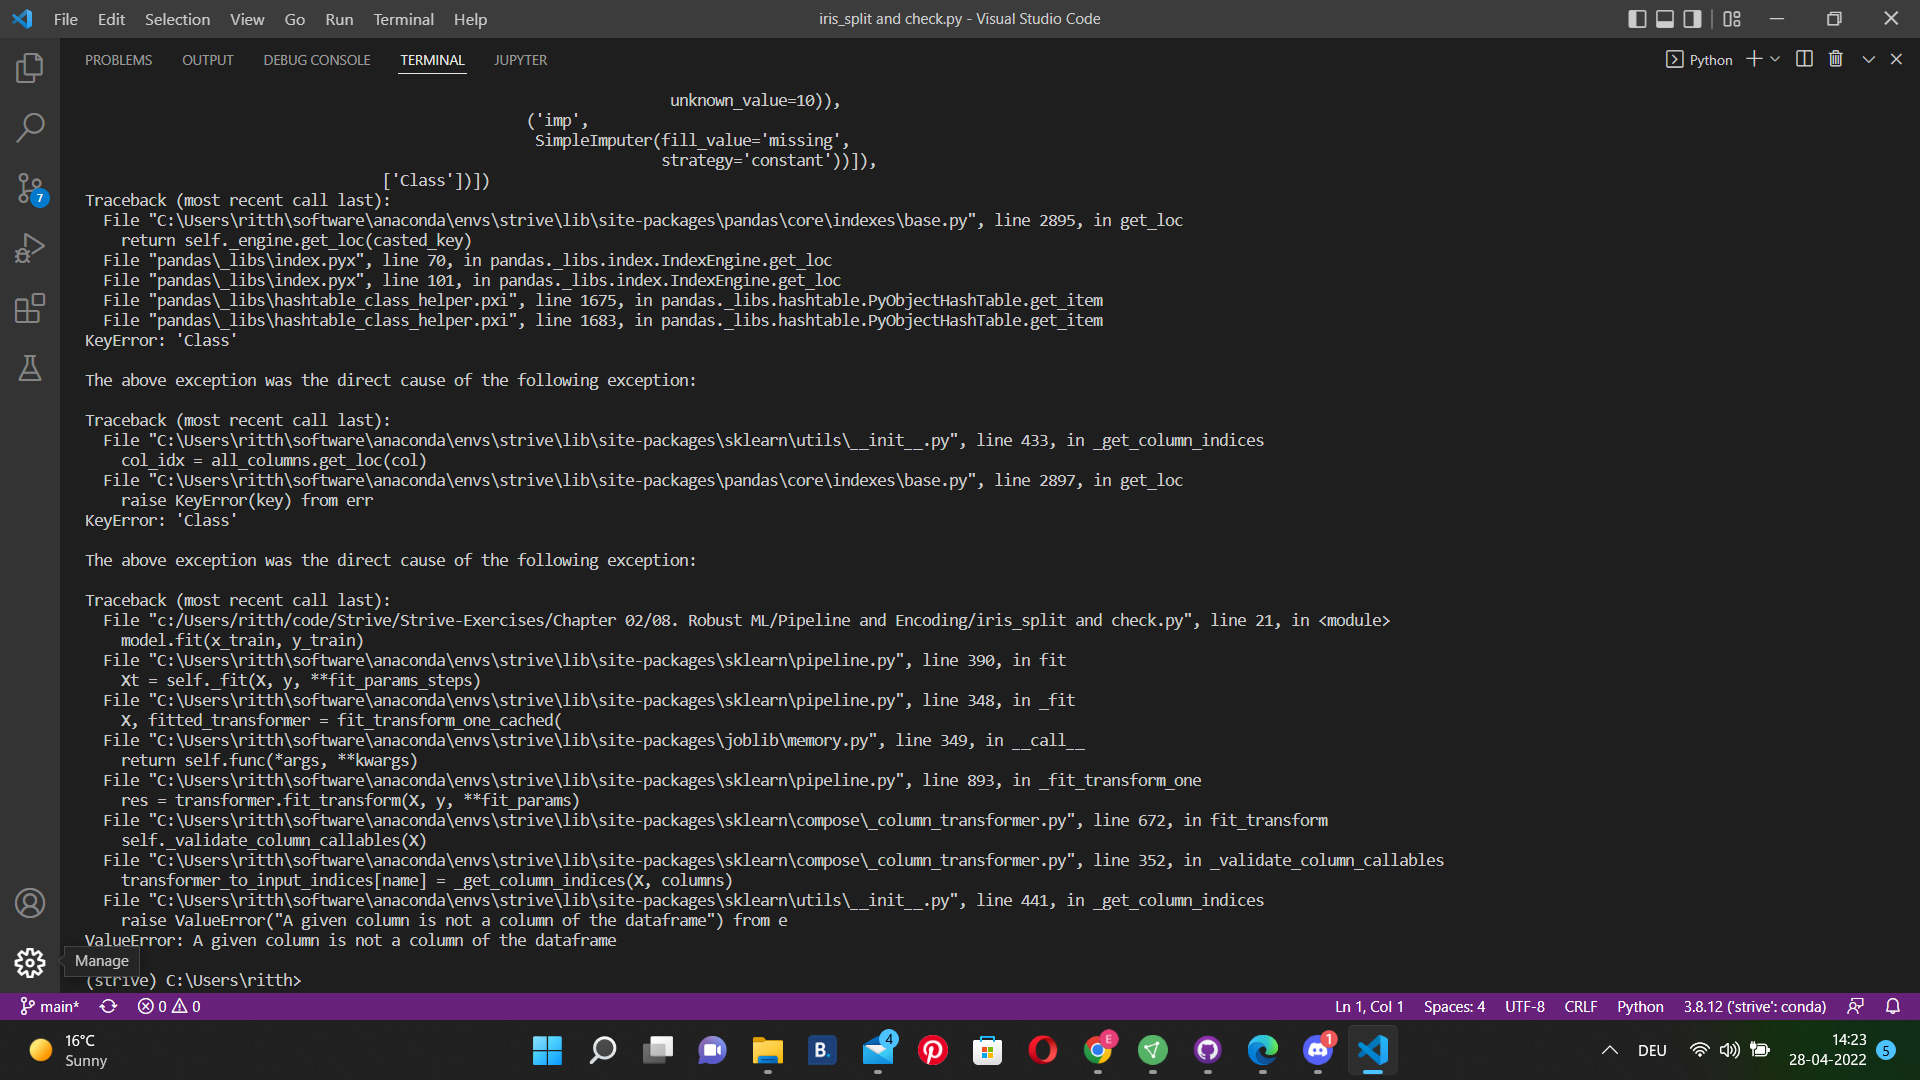 File Edit Selection View Go Run Terminal Help
iris_split and check.py - Visual Studio Code
PROBLEMS OUTPUT DEBUG CONSOLE TERMINAL JUPYTER
Python
unknown_value=10)),
('imp',
SimpleImputer(fill_value='missing',
strategy='constant'))]),
['Class'])])
Traceback (most recent call last):
File "C:\Users\ritth\software\anaconda\envs\strive\lib\site-packages\pandas\core\indexes\base.py", line 2895, in get_loc
return self._engine.get_loc(casted_key)
File "pandas\_libs\index.pyx", line 70, in pandas._libs.index.IndexEngine.get_loc
File "pandas\_libs\index.pyx", line 101, in pandas._libs.index.IndexEngine.get_loc
File "pandas\_libs\hashtable_class_helper.pxi", line 1675, in pandas._libs.hashtable.PyObjectHashTable.get_item
File "pandas\_libs\hashtable_class_helper.pxi", line 1683, in pandas._libs.hashtable.PyObjectHashTable.get_item
KeyError: 'Class'
The above exception was the direct cause of the following exception:
Traceback (most recent call last):
File "C:\Users\ritth\software\anaconda\envs\strive\lib\site-packages\sklearn\utils\__init__.py", line 433, in _get_column_indices
col_idx = all_columns.get_loc(col)
File "C:\Users\ritth\software\anaconda\envs\strive\lib\site-packages\pandas\core\indexes\base.py", line 2897, in get_loc
raise KeyError(key) from err
KeyError: 'Class'
The above exception was the direct cause of the following exception:
Traceback (most recent call last):
File "c:/Users/ritth/code/Strive/Strive-Exercises/Chapter 02/08. Robust ML/Pipeline and Encoding/iris_split and check.py", line 21, in <module>
model.fit(x_train, y_train)
File "C:\Users\ritth\software\anaconda\envs\strive\lib\site-packages\sklearn\pipeline.py", line 390, in fit
Xt = self._fit(X, y, **fit_params_steps)
File "C:\Users\ritth\software\anaconda\envs\strive\lib\site-packages\sklearn\pipeline.py", line 348, in _fit
X, fitted_transformer = fit_transform_one_cached(
File "C:\Users\ritth\software\anaconda\envs\strive\lib\site-packages\joblib\memory.py", line 349, in __call__
return self.func(*args, **kwargs)
File "C:\Users\ritth\software\anaconda\envs\strive\lib\site-packages\sklearn\pipeline.py", line 893, in _fit_transform_one
res = transformer.fit_transform(X, y, **fit_params)
File "C:\Users\ritth\software\anaconda\envs\strive\lib\site-packages\sklearn\compose\_column_transformer.py", line 672, in fit_transform
self._validate_column_callables(X)
File "C:\Users\ritth\software\anaconda\envs\strive\lib\site-packages\sklearn\compose\_column_transformer.py", line 352, in _validate_column_callables
transformer_to_input_indices[name] = _get_column_indices(X, columns)
File "C:\Users\ritth\software\anaconda\envs\strive\lib\site-packages\sklearn\utils\__init__.py", line 441, in _get_column_indices
raise ValueError("A given column is not a column of the dataframe") from e
ValueError: A given column is not a column of the dataframe
Manage
(strive) C:\Users\ritth>
7
main* 0 0
Ln 1, Col 1 Spaces: 4 UTF-8 CRLF Python 3.8.12 ('strive': conda)
16°C
Sunny
B.
4
E
1
DEU
14:23
28-04-2022
5